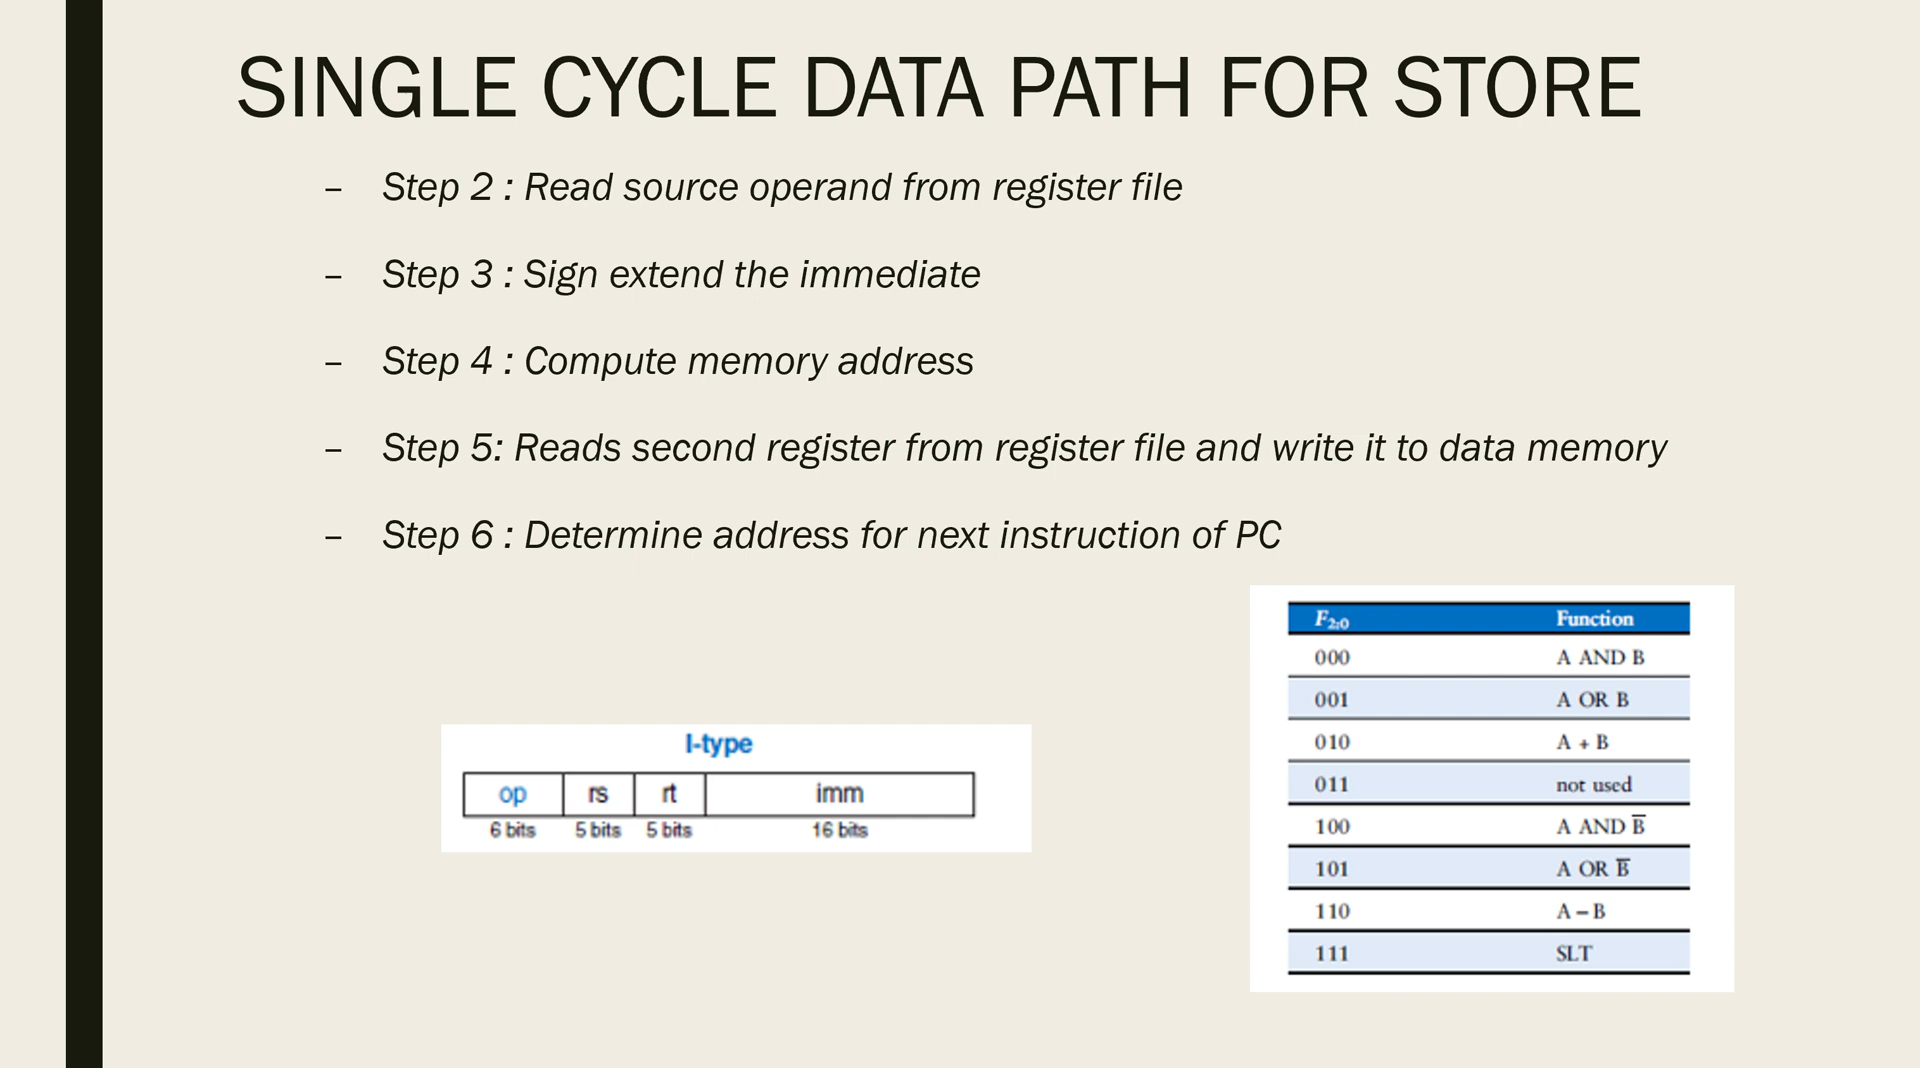 SINGLE CYCLE DATA PATH FOR STORE
– Step 2 : Read source operand from register file
– Step 3 : Sign extend the immediate
– Step 4 : Compute memory address
– Step 5: Reads second register from register file and write it to data memory
– Step 6 : Determine address for next instruction of PC
I-type
op rs rt imm
6 bits 5 bits 5 bits 16 bits
F2:0 Function
000 A AND B
001 A OR B
010 A + B
011 not used
100 A AND B̅
101 A OR B̅
110 A – B
111 SLT